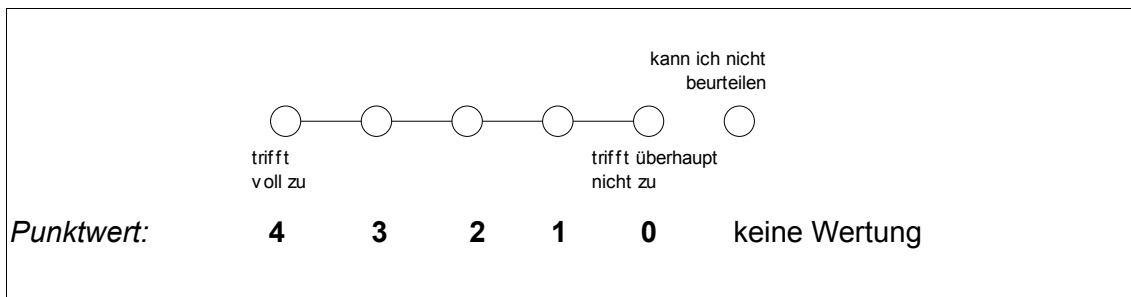 kann ich nicht
beurteilen
trifft
voll zu
trifft überhaupt
nicht zu
Punktwert: 4 3 2 1 0 keine Wertung